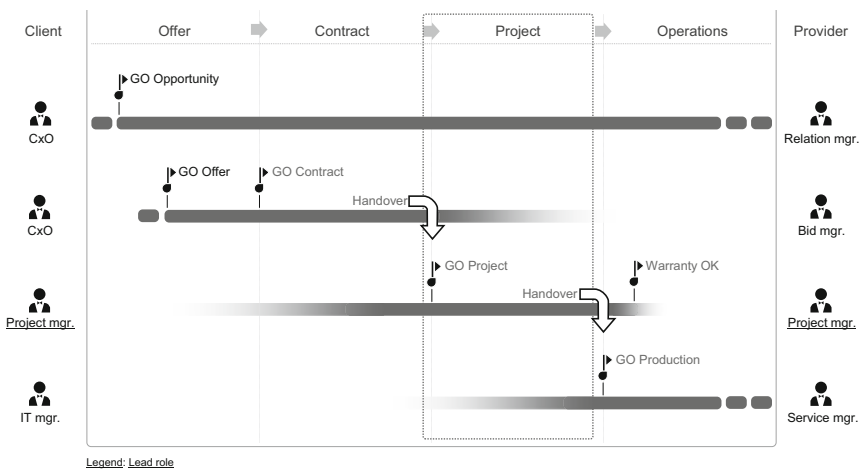 Client Offer Contract Project Operations Provider
GO Opportunity
CxO Relation mgr.
GO Offer GO Contract
Handover
CxO Bid mgr.
GO Project Warranty OK
Handover
Project mgr. Project mgr.
GO Production
IT mgr. Service mgr.
Legend: Lead role